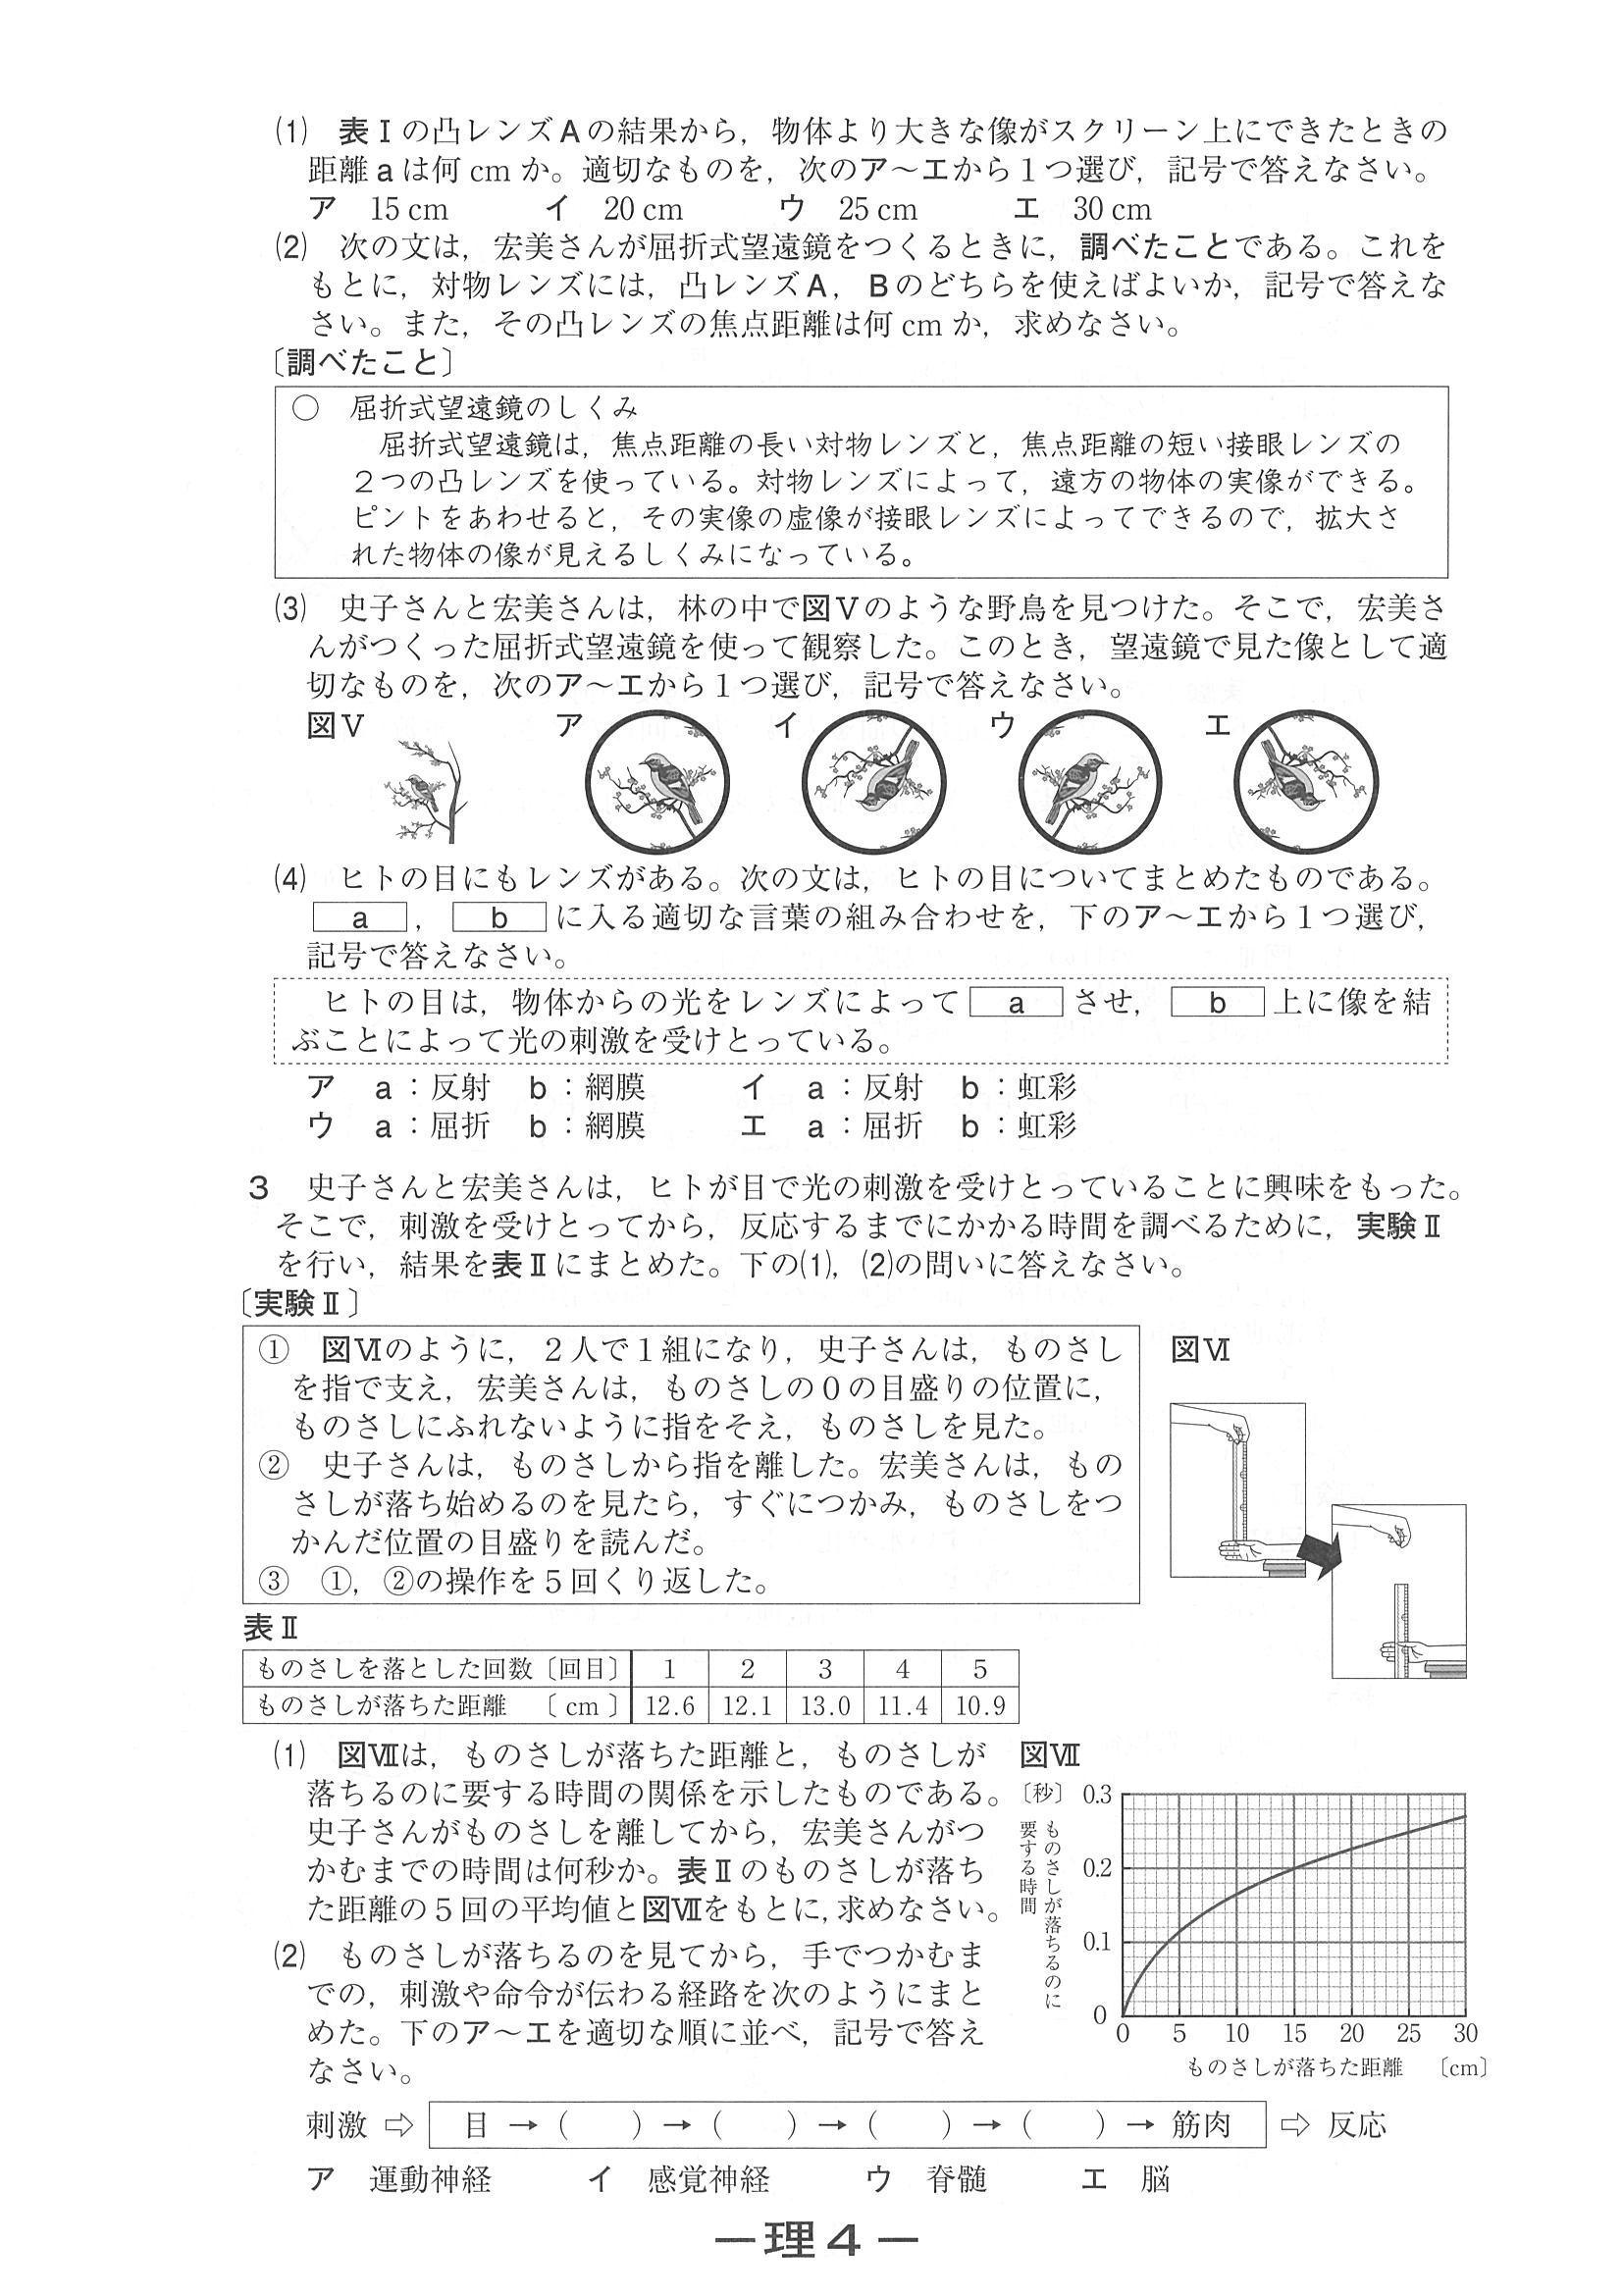 ⑴　表Ⅰの凸レンズAの結果から，物体より大きな像がスクリーン上にできたときの
距離aは何 cm か。適切なものを，次のア～エから１つ選び，記号で答えなさい。
ア　15 cm　　イ　20 cm　　ウ　25 cm　　エ　30 cm
⑵　次の文は，宏美さんが屈折式望遠鏡をつくるときに，調べたことである。これを
もとに，対物レンズには，凸レンズA，Bのどちらを使えばよいか，記号で答えな
さい。また，その凸レンズの焦点距離は何 cm か，求めなさい。
〔調べたこと〕
○　屈折式望遠鏡のしくみ
屈折式望遠鏡は，焦点距離の長い対物レンズと，焦点距離の短い接眼レンズの
２つの凸レンズを使っている。対物レンズによって，遠方の物体の実像ができる。
ピントをあわせると，その実像の虚像が接眼レンズによってできるので，拡大さ
れた物体の像が見えるしくみになっている。
⑶　史子さんと宏美さんは，林の中で図Ⅴのような野鳥を見つけた。そこで，宏美さ
んがつくった屈折式望遠鏡を使って観察した。このとき，望遠鏡で見た像として適
切なものを，次のア～エから１つ選び，記号で答えなさい。
図Ⅴ　ア　イ　ウ　エ
⑷　ヒトの目にもレンズがある。次の文は，ヒトの目についてまとめたものである。
a ， b に入る適切な言葉の組み合わせを，下のア～エから１つ選び，
記号で答えなさい。
ヒトの目は，物体からの光をレンズによって a させ， b 上に像を結
ぶことによって光の刺激を受けとっている。
ア　a：反射　b：網膜　　イ　a：反射　b：虹彩
ウ　a：屈折　b：網膜　　エ　a：屈折　b：虹彩
３　史子さんと宏美さんは，ヒトが目で光の刺激を受けとっていることに興味をもった。
そこで，刺激を受けとってから，反応するまでにかかる時間を調べるために，実験Ⅱ
を行い，結果を表Ⅱにまとめた。下の⑴，⑵の問いに答えなさい。
〔実験Ⅱ〕
①　図Ⅵのように，２人で１組になり，史子さんは，ものさし
を指で支え，宏美さんは，ものさしの０の目盛りの位置に，
ものさしにふれないように指をそえ，ものさしを見た。
②　史子さんは，ものさしから指を離した。宏美さんは，もの
さしが落ち始めるのを見たら，すぐにつかみ，ものさしをつ
かんだ位置の目盛りを読んだ。
③　①，②の操作を５回くり返した。
図Ⅵ
表Ⅱ
ものさしを落とした回数〔回目〕　1　2　3　4　5
ものさしが落ちた距離　〔 cm 〕　12.6　12.1　13.0　11.4　10.9
⑴　図Ⅶは，ものさしが落ちた距離と，ものさしが
落ちるのに要する時間の関係を示したものである。
史子さんがものさしを離してから，宏美さんがつ
かむまでの時間は何秒か。表Ⅱのものさしが落ち
た距離の５回の平均値と図Ⅶをもとに，求めなさい。
図Ⅶ
〔秒〕
ものさしが落ちるのに
要する時間
0.3
0.2
0.1
0
0　5　10　15　20　25　30
ものさしが落ちた距離　〔cm〕
⑵　ものさしが落ちるのを見てから，手でつかむま
での，刺激や命令が伝わる経路を次のようにまと
めた。下のア～エを適切な順に並べ，記号で答え
なさい。
刺激 ⇨ 目 →（　　）→（　　）→（　　）→（　　）→ 筋肉 ⇨ 反応
ア　運動神経　　イ　感覚神経　　ウ　脊髄　　エ　脳
―理４―